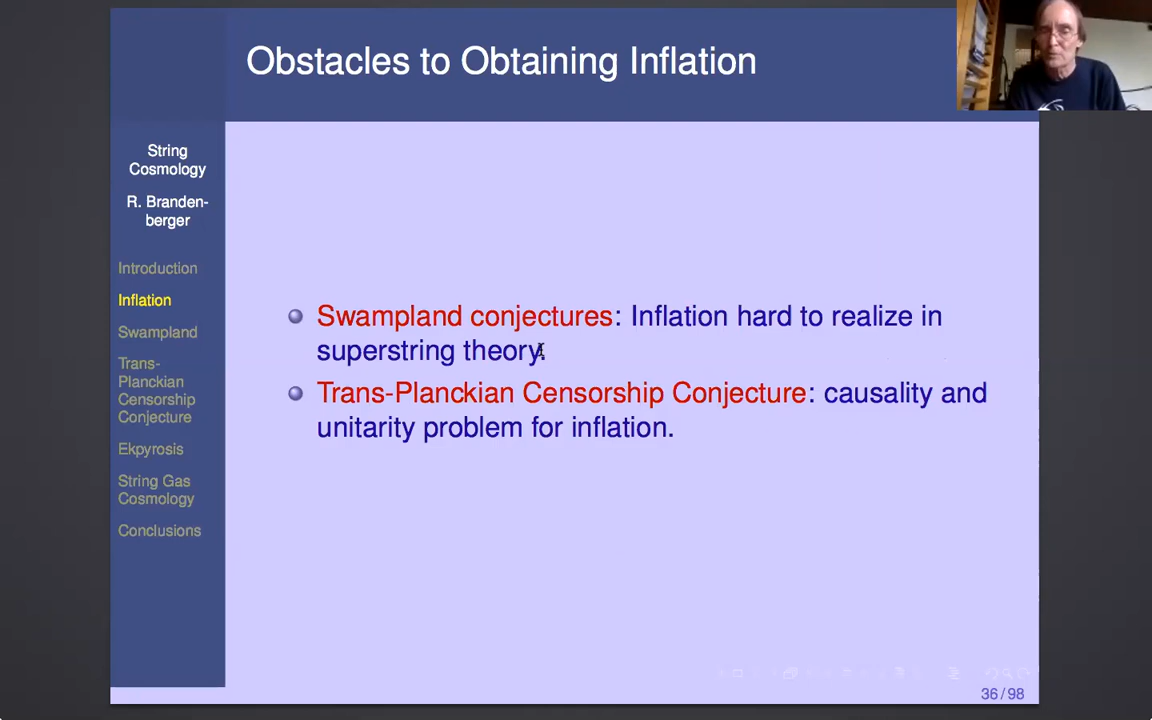 Obstacles to Obtaining Inflation
String
Cosmology
R. Branden-
berger
Introduction
Inflation
Swampland
Trans-
Planckian
Censorship
Conjecture
Ekpyrosis
String Gas
Cosmology
Conclusions
Swampland conjectures: Inflation hard to realize in
superstring theory.
Trans-Planckian Censorship Conjecture: causality and
unitarity problem for inflation.
36/98